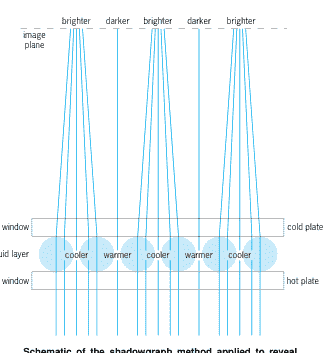 brighter darker brighter darker brighter
image
plane
window cold plate
uid layer cooler warmer cooler warmer cooler
window hot plate
Schematic of the shadowgraph method applied to reveal